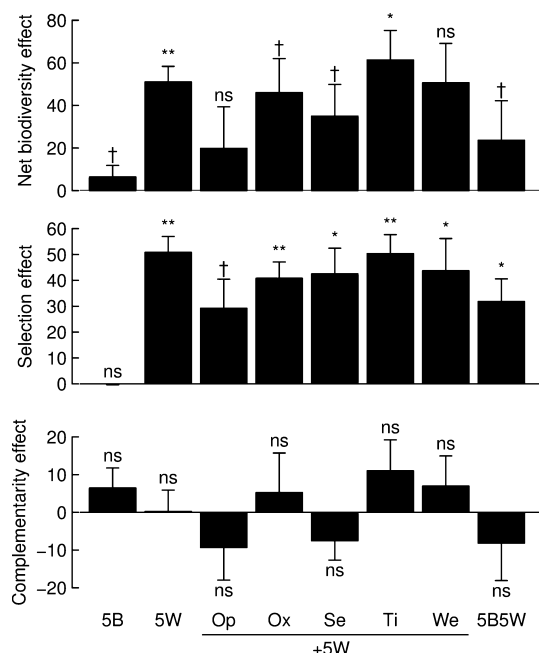 Net biodiversity effect
80
60
40
20
0
†
**
ns
†
†
*
ns
†
Selection effect
60
50
40
30
20
10
0
ns
**
†
**
*
**
*
*
Complementarity effect
20
10
0
−10
−20
ns
ns
ns
ns
ns
ns
ns
ns
5B 5W Op Ox Se Ti We 5B5W
+5W